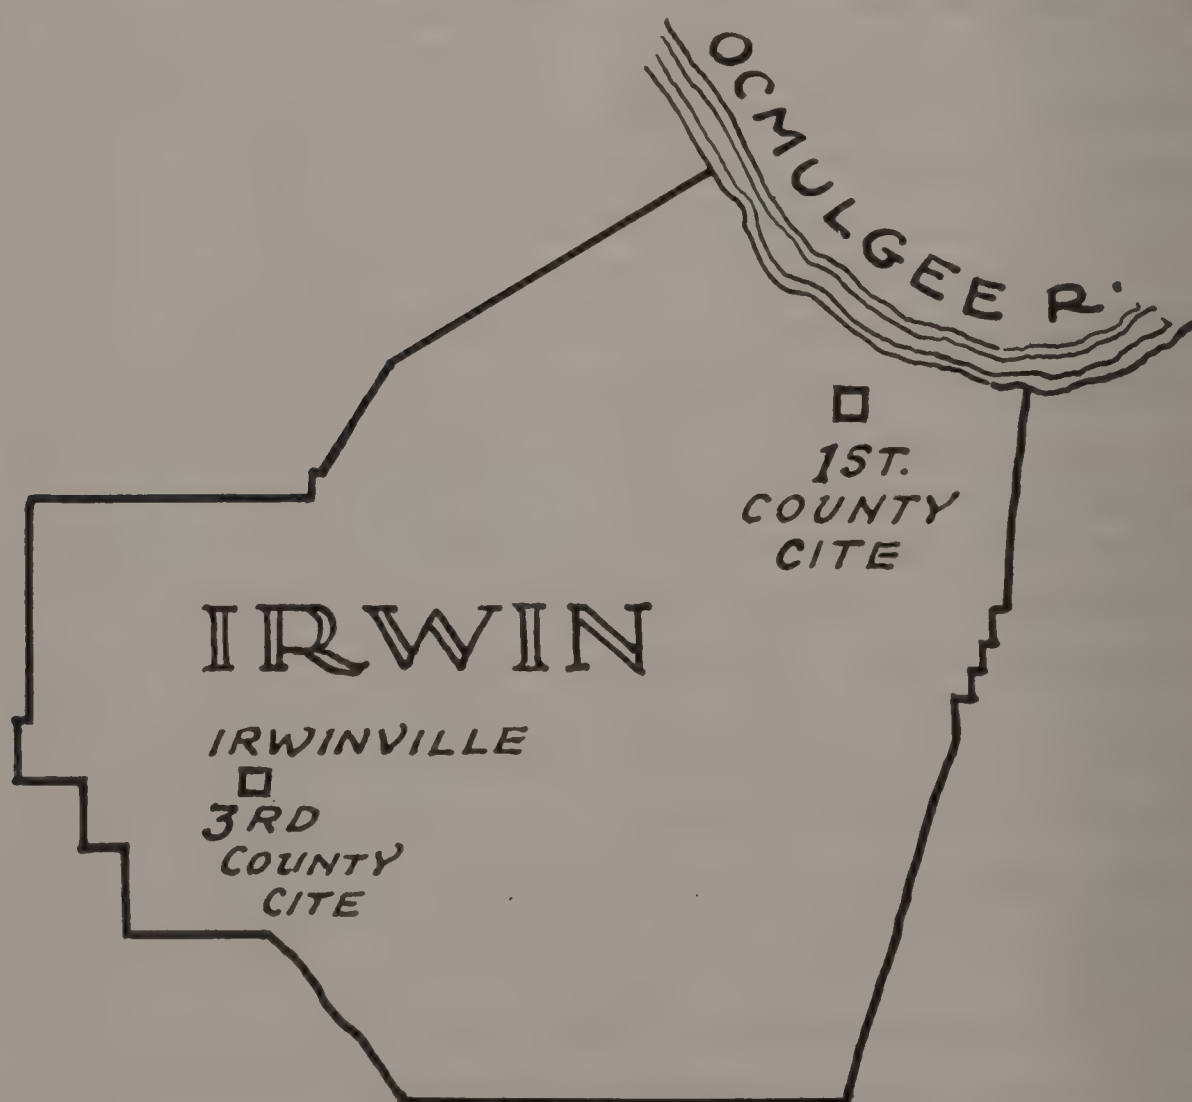 OCMULGEE R.
1ST.
COUNTY
CITE
IRWIN
IRWINVILLE
3RD
COUNTY
CITE